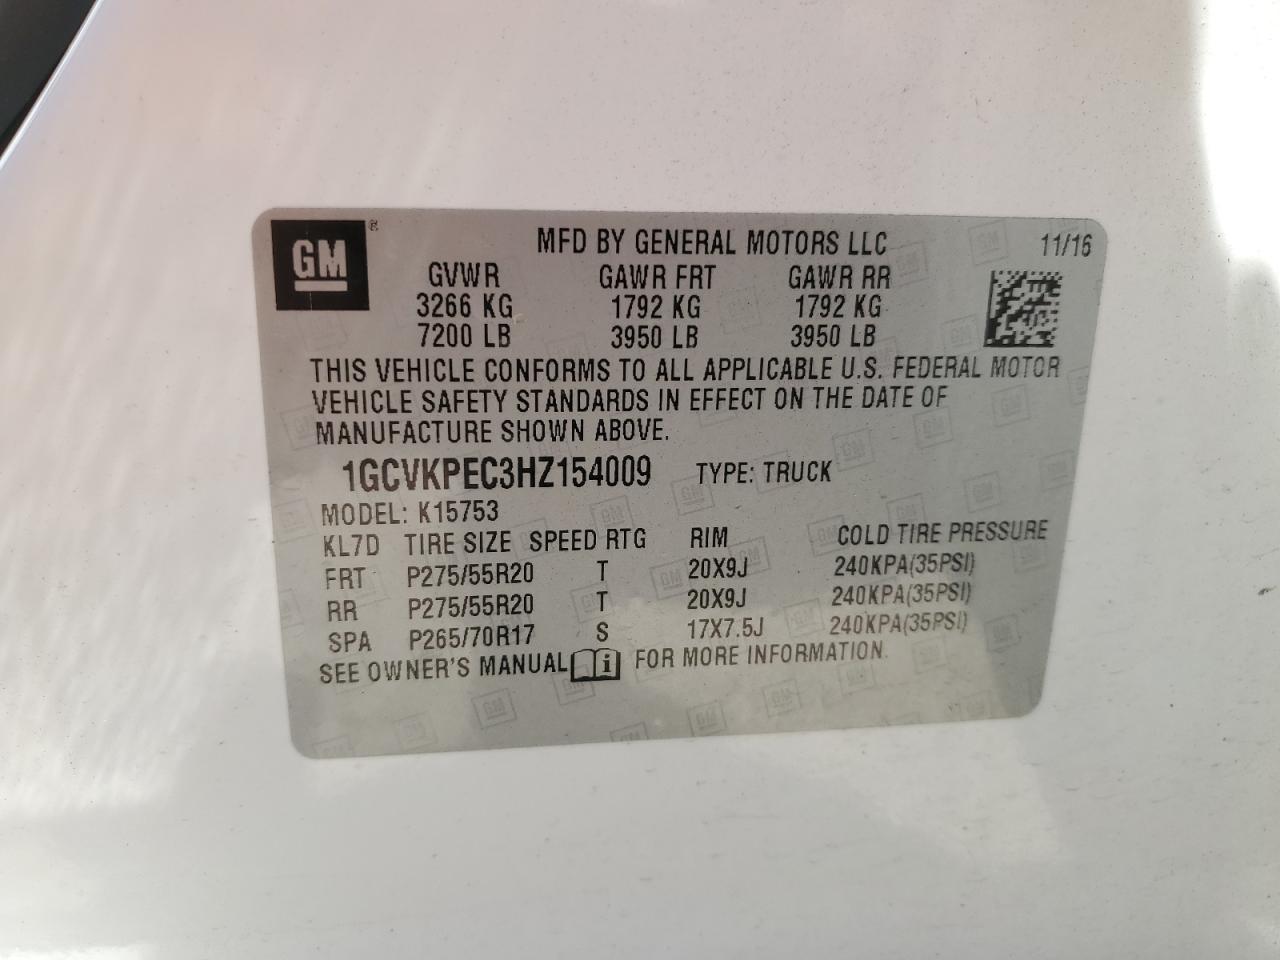 GM ®
MFD BY GENERAL MOTORS LLC 11/16
GVWR GAWR FRT GAWR RR
3266 KG 1792 KG 1792 KG
7200 LB 3950 LB 3950 LB
THIS VEHICLE CONFORMS TO ALL APPLICABLE U.S. FEDERAL MOTOR
VEHICLE SAFETY STANDARDS IN EFFECT ON THE DATE OF
MANUFACTURE SHOWN ABOVE.
1GCVKPEC3HZ154009 TYPE: TRUCK
MODEL: K15753
KL7D TIRE SIZE SPEED RTG RIM COLD TIRE PRESSURE
FRT P275/55R20 T 20X9J 240KPA(35PSI)
RR P275/55R20 T 20X9J 240KPA(35PSI)
SPA P265/70R17 S 17X7.5J 240KPA(35PSI)
SEE OWNER'S MANUAL FOR MORE INFORMATION.